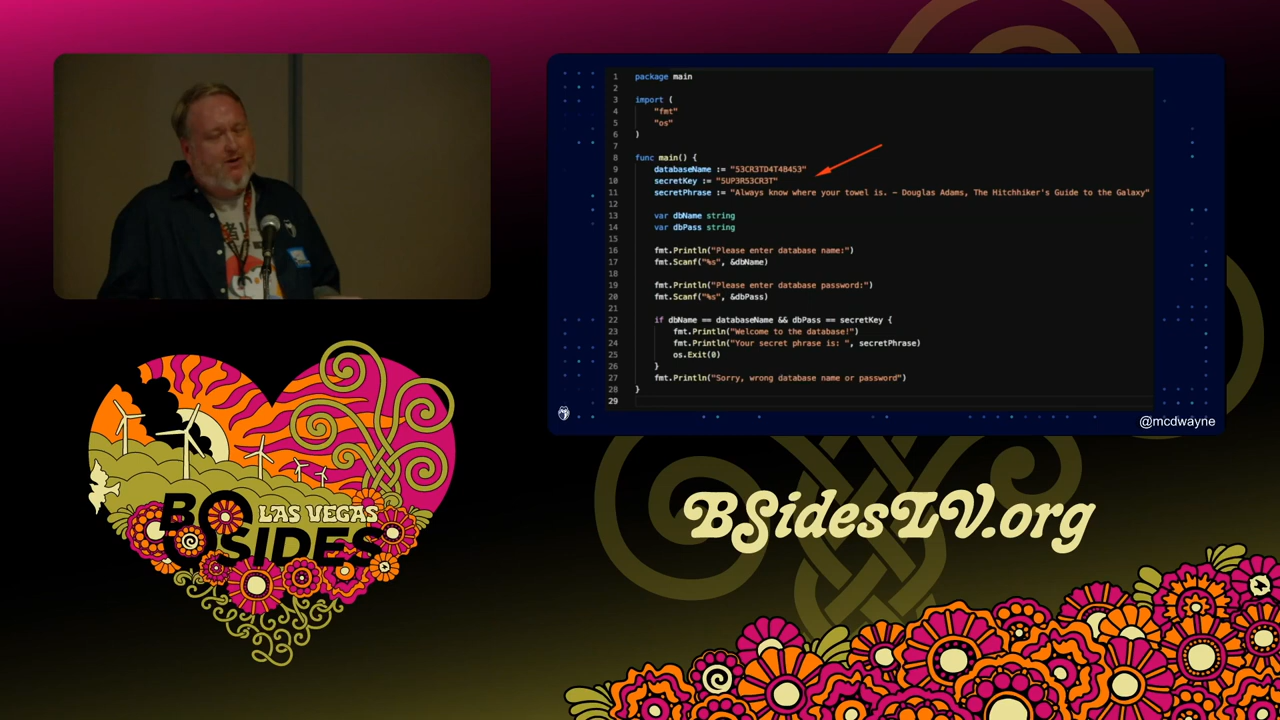 1 package main
2
3 import (
4 "fmt"
5 "os"
6 )
7
8 func main() {
9 databaseName := "S3CR3TD4T4B453"
10 secretKey := "5UP3R53CR3T"
11 secretPhrase := "Always know where your towel is. – Douglas Adams, The Hitchhiker's Guide to the Galaxy"
12
13 var dbName string
14 var dbPass string
15
16 fmt.Println("Please enter database name:")
17 fmt.Scanf("%s", &dbName)
18
19 fmt.Println("Please enter database password:")
20 fmt.Scanf("%s", &dbPass)
21
22 if dbName == databaseName && dbPass == secretKey {
23 fmt.Println("Welcome to the database!")
24 fmt.Println("Your secret phrase is: ", secretPhrase)
25 os.Exit(0)
26 }
27 fmt.Println("Sorry, wrong database name or password")
28 }
29
@mcdwayne
BSIDES
LAS VEGAS
23
BSidesLV.org